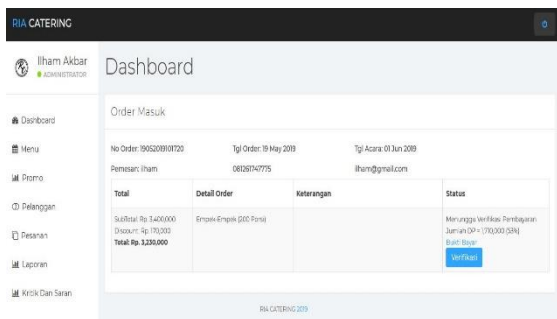 RIA CATERING
Ilham Akbar
ADMINISTRATOR
Dashboard
Menu
Promo
Pelanggan
Pesanan
Laporan
Kritik Dan Saran
Dashboard
Order Masuk
No Order: 19052019101720 Tgl Order: 19 May 2019 Tgl Acara: 01 Jun 2019
Pemesan: ilham 081261747775 ilham@gmail.com
Total Detail Order Keterangan Status
SubTotal: Rp. 3,400,000
Discount: Rp. 170,000
Total: Rp. 3,230,000
Empek-Empek (200 Porsi)
Menunggu Verifikasi Pembayaran
Jumlah DP = 1,710,000 (53%)
Bukti Bayar
Verifikasi
RIA CATERING 2019